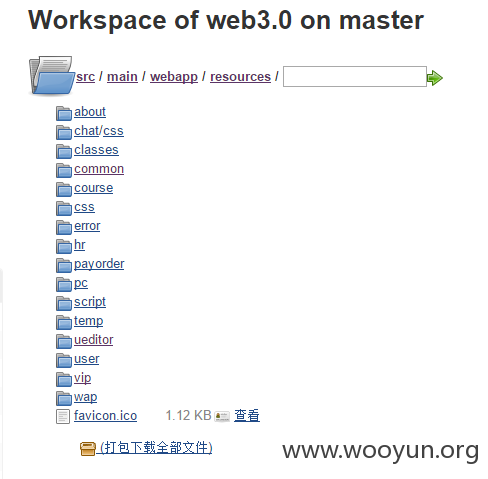 Workspace of web3.0 on master
src / main / webapp / resources /
about
chat/css
classes
common
course
css
error
hr
payorder
pc
script
temp
ueditor
user
vip
wap
favicon.ico 1.12 KB 查看
(打包下载全部文件)
www.wooyun.org